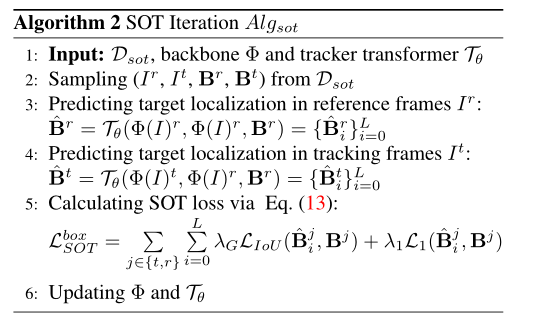 Algorithm 2 SOT Iteration $Alg_{sot}$
1: Input: $\mathcal{D}_{sot}$, backbone $\Phi$ and tracker transformer $\mathcal{T}_\theta$
2: Sampling ($I^r$, $I^t$, $\mathbf{B}^r$, $\mathbf{B}^t$) from $\mathcal{D}_{sot}$
3: Predicting target localization in reference frames $I^r$:
$\hat{\mathbf{B}}^r = \mathcal{T}_\theta(\Phi(I)^r, \Phi(I)^r, \mathbf{B}^r) = \{\hat{\mathbf{B}}_i^r\}_{i=0}^L$
4: Predicting target localization in tracking frames $I^t$:
$\hat{\mathbf{B}}^t = \mathcal{T}_\theta(\Phi(I)^t, \Phi(I)^r, \mathbf{B}^r) = \{\hat{\mathbf{B}}_i^t\}_{i=0}^L$
5: Calculating SOT loss via Eq. (13):
$\mathcal{L}_{SOT}^{box} = \sum_{j \in \{t,r\}} \sum_{i=0}^{L} \lambda_G \mathcal{L}_{IoU}(\hat{\mathbf{B}}_i^j, \mathbf{B}^j) + \lambda_1 \mathcal{L}_1(\hat{\mathbf{B}}_i^j, \mathbf{B}^j)$
6: Updating $\Phi$ and $\mathcal{T}_\theta$